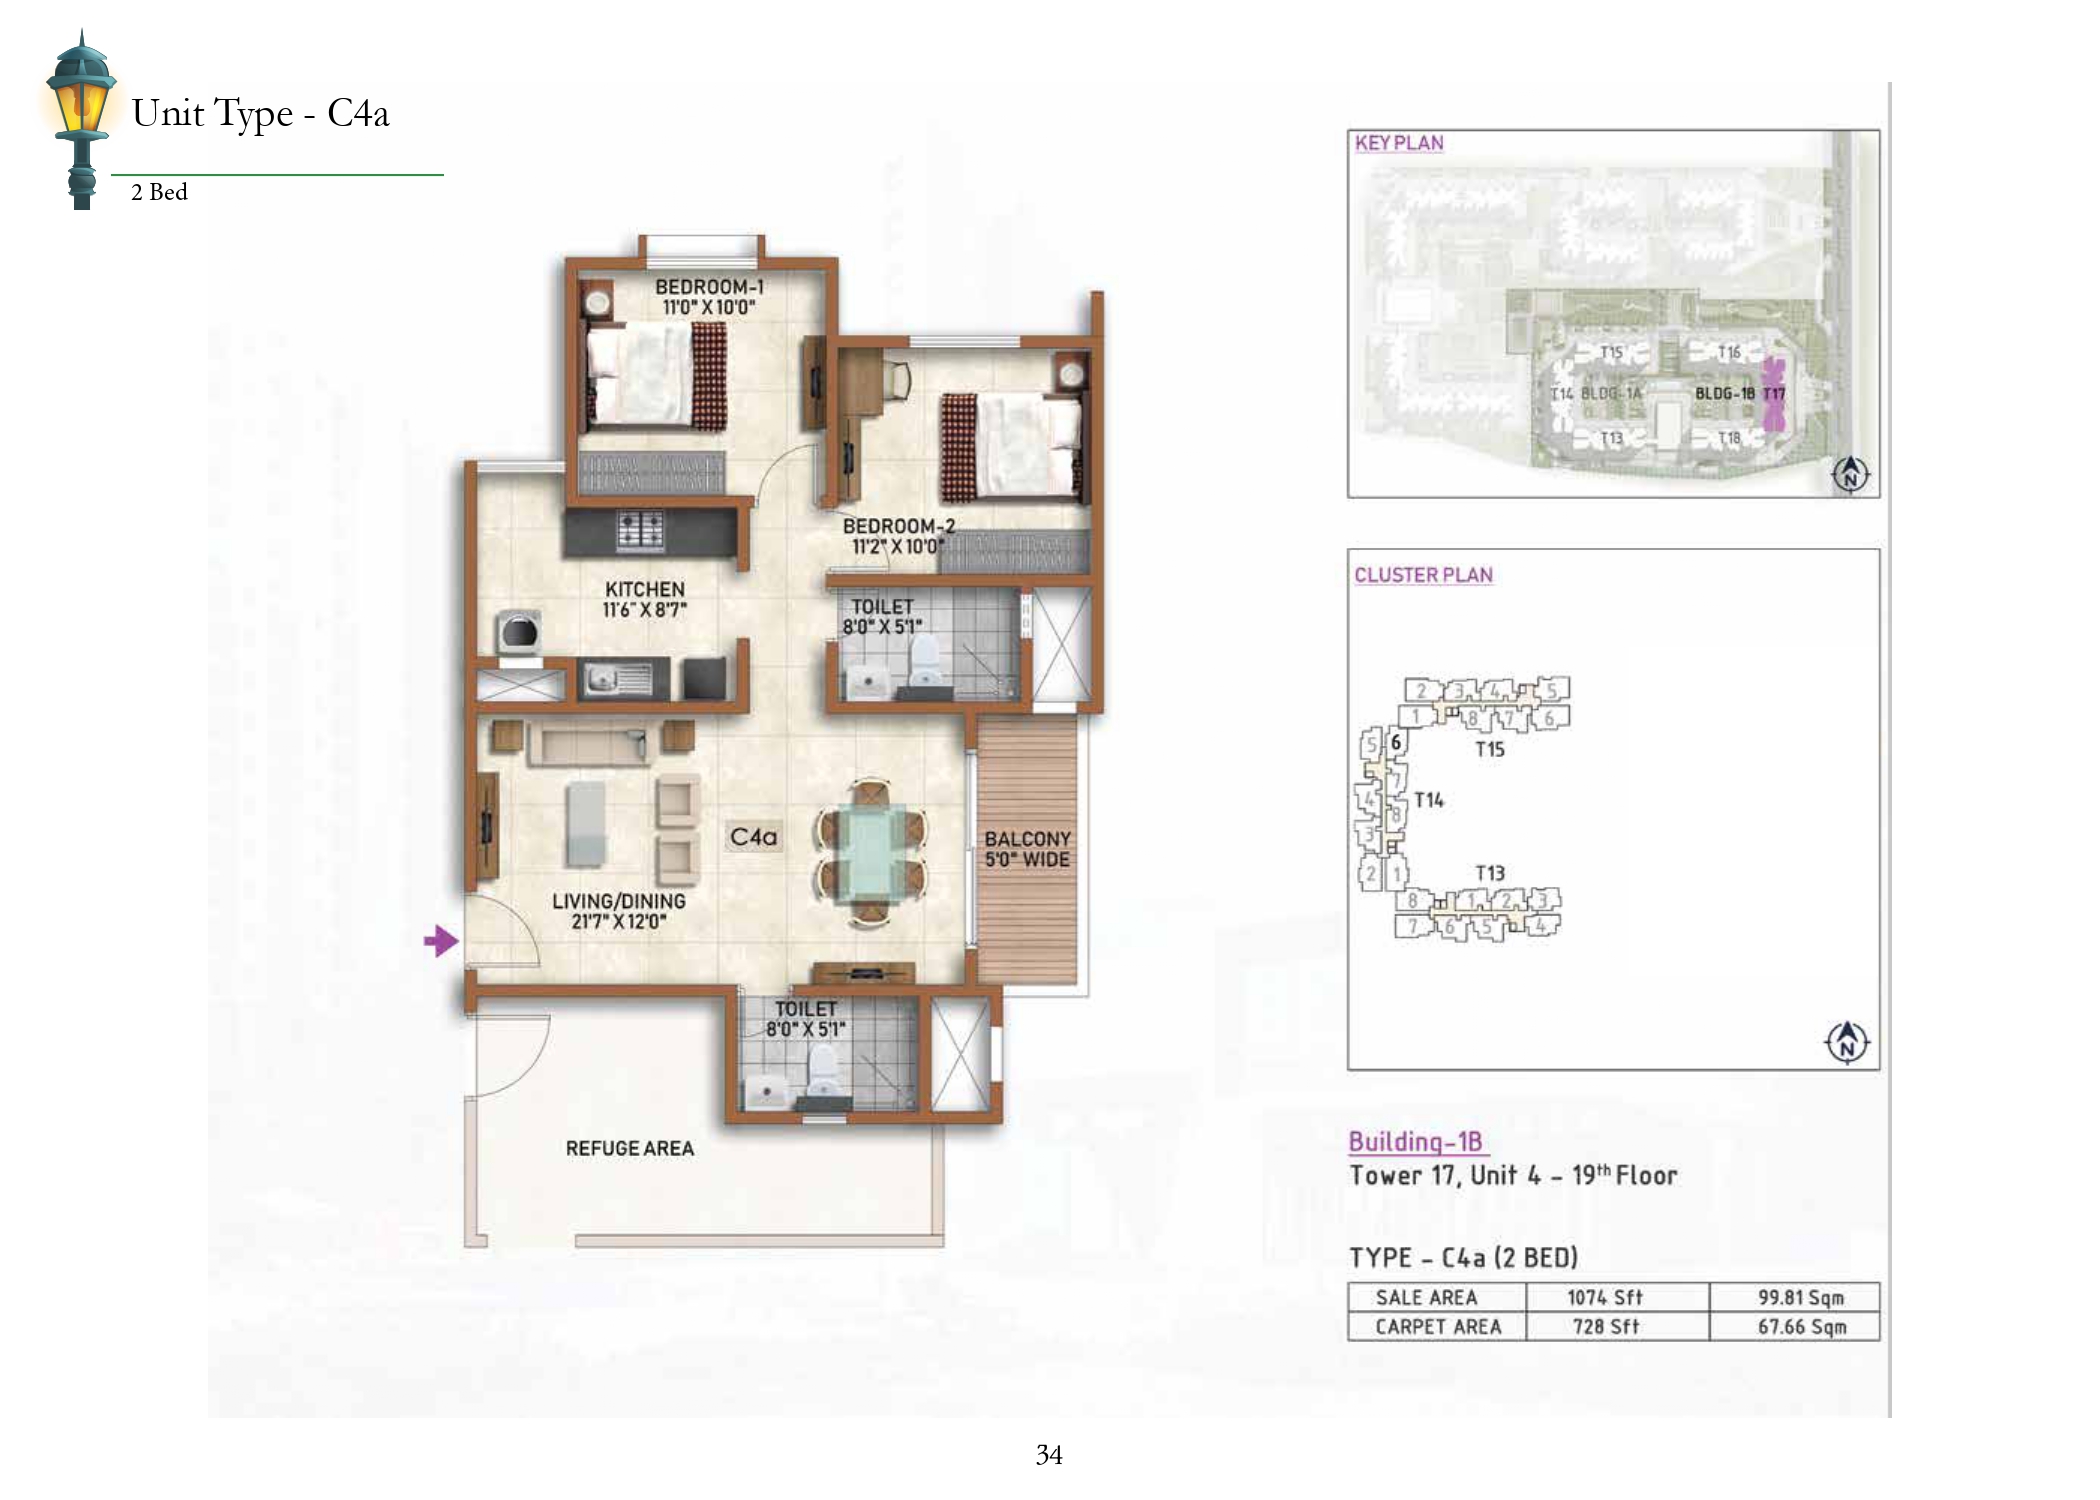 Unit Type - C4a
2 Bed
BEDROOM-1
11'0" X 10'0"
BEDROOM-2
11'2" X 10'0"
KITCHEN
11'6" X 8'7"
TOILET
8'0" X 5'1"
C4a
BALCONY
5'0" WIDE
LIVING/DINING
21'7" X 12'0"
TOILET
8'0" X 5'1"
REFUGE AREA
KEY PLAN
T15
T16
T14 BLDG-1A
BLDG-1B T17
T13
T18
N
CLUSTER PLAN
2 3 4 5
1 8 7 6
T15
5 6
7
4
T14
8
3
2 1
T13
8 1 2 3
7 6 5 4
N
Building-1B
Tower 17, Unit 4 - 19th Floor
TYPE - C4a (2 BED)
SALE AREA 1074 Sft 99.81 Sqm
CARPET AREA 728 Sft 67.66 Sqm
34